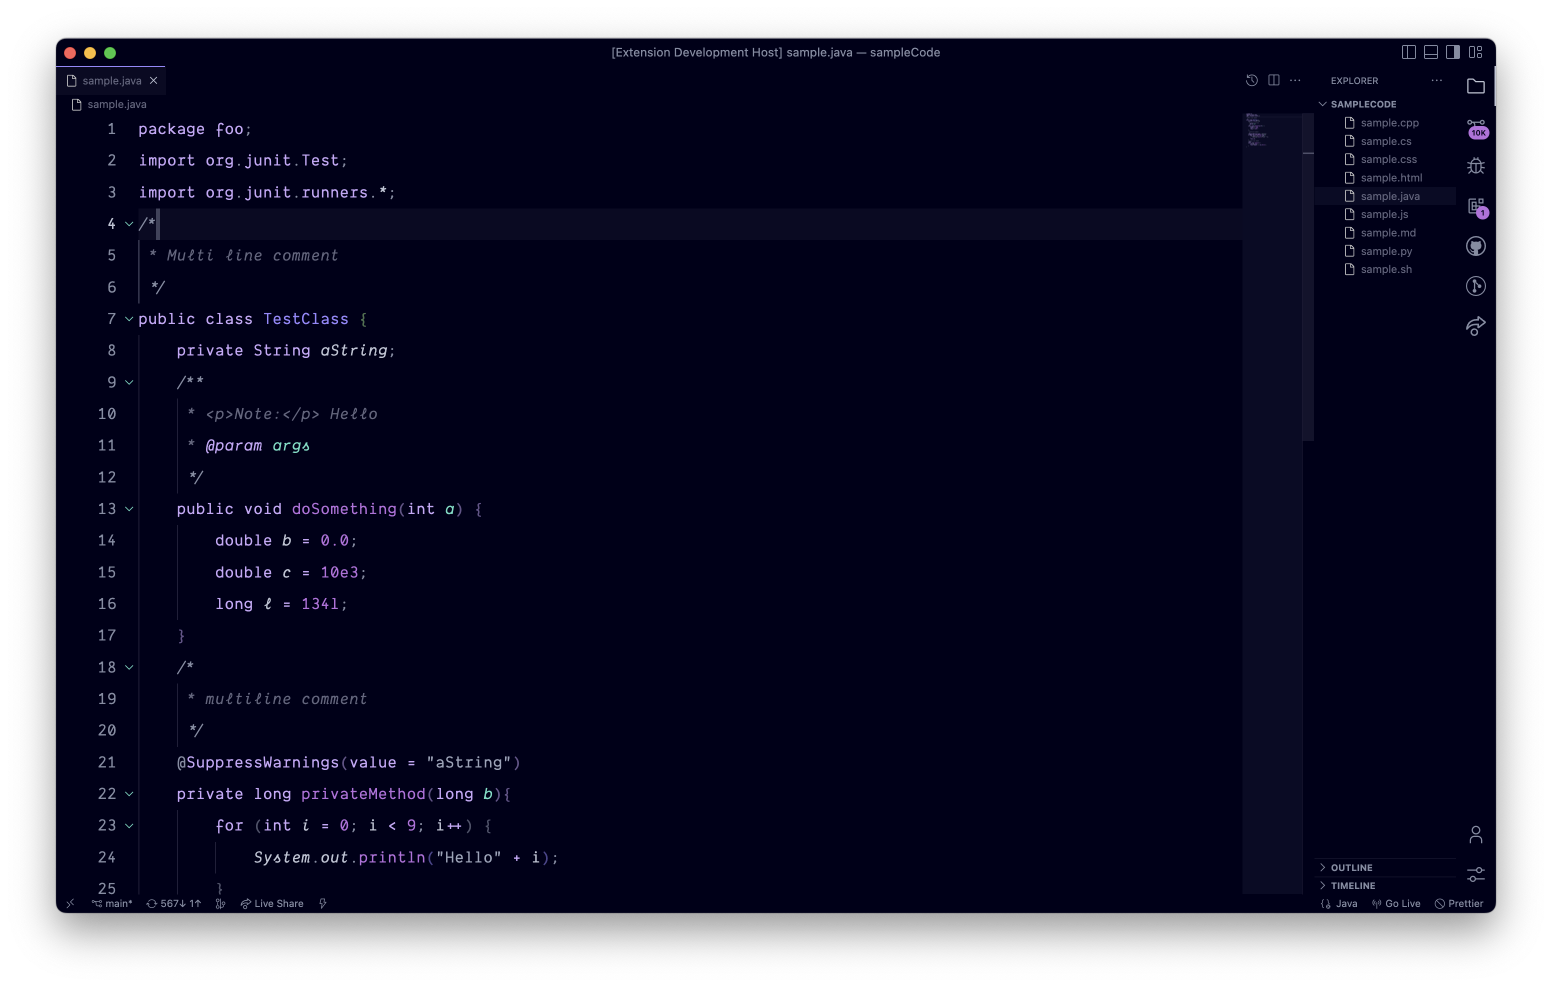 [Extension Development Host] sample.java — sampleCode
sample.java
sample.java
1 package foo;
2 import org.junit.Test;
3 import org.junit.runners.*;
4 /*
5  * Multi line comment
6  */
7 public class TestClass {
8     private String aString;
9     /**
10      * <p>Note:</p> Hello
11      * @param args
12      */
13     public void doSomething(int a) {
14         double b = 0.0;
15         double c = 10e3;
16         long l = 134l;
17     }
18     /*
19      * multiline comment
20      */
21     @SuppressWarnings(value = "aString")
22     private long privateMethod(long b){
23         for (int i = 0; i < 9; i++) {
24             System.out.println("Hello" + i);
25         }
EXPLORER
SAMPLECODE
sample.cpp
sample.cs
sample.css
sample.html
sample.java
sample.js
sample.md
sample.py
sample.sh
OUTLINE
TIMELINE
10K
1
main* 567↓ 1↑ Live Share
Java Go Live Prettier